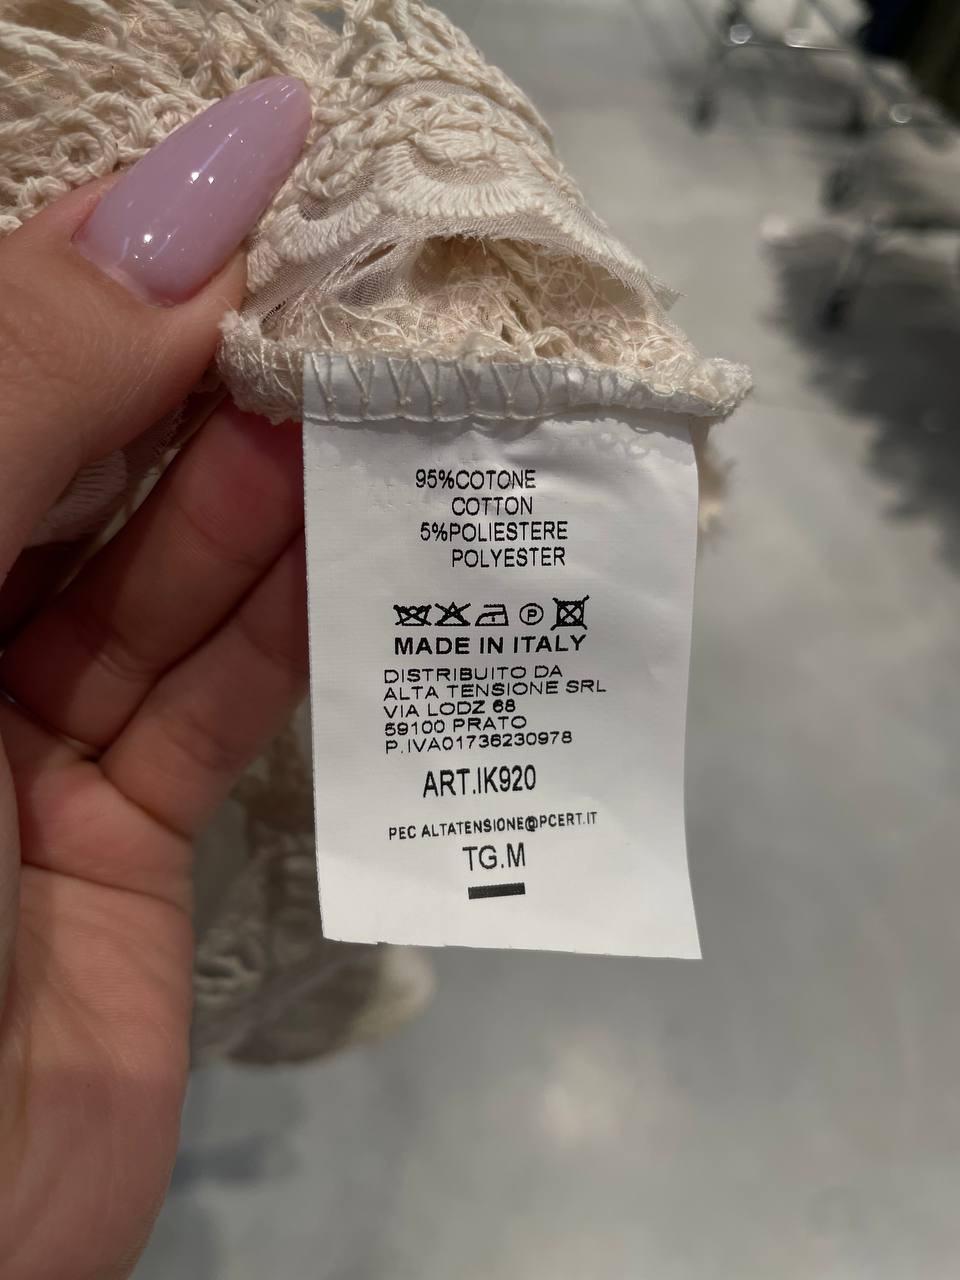 95%COTONE
COTTON
5%POLIESTERE
POLYESTER
P
MADE IN ITALY
DISTRIBUITO DA
ALTA TENSIONE SRL
VIA LODZ 68
59100 PRATO
P.IVA01736230978
ART.IK920
PEC ALTATENSIONE@PCERT.IT
TG.M